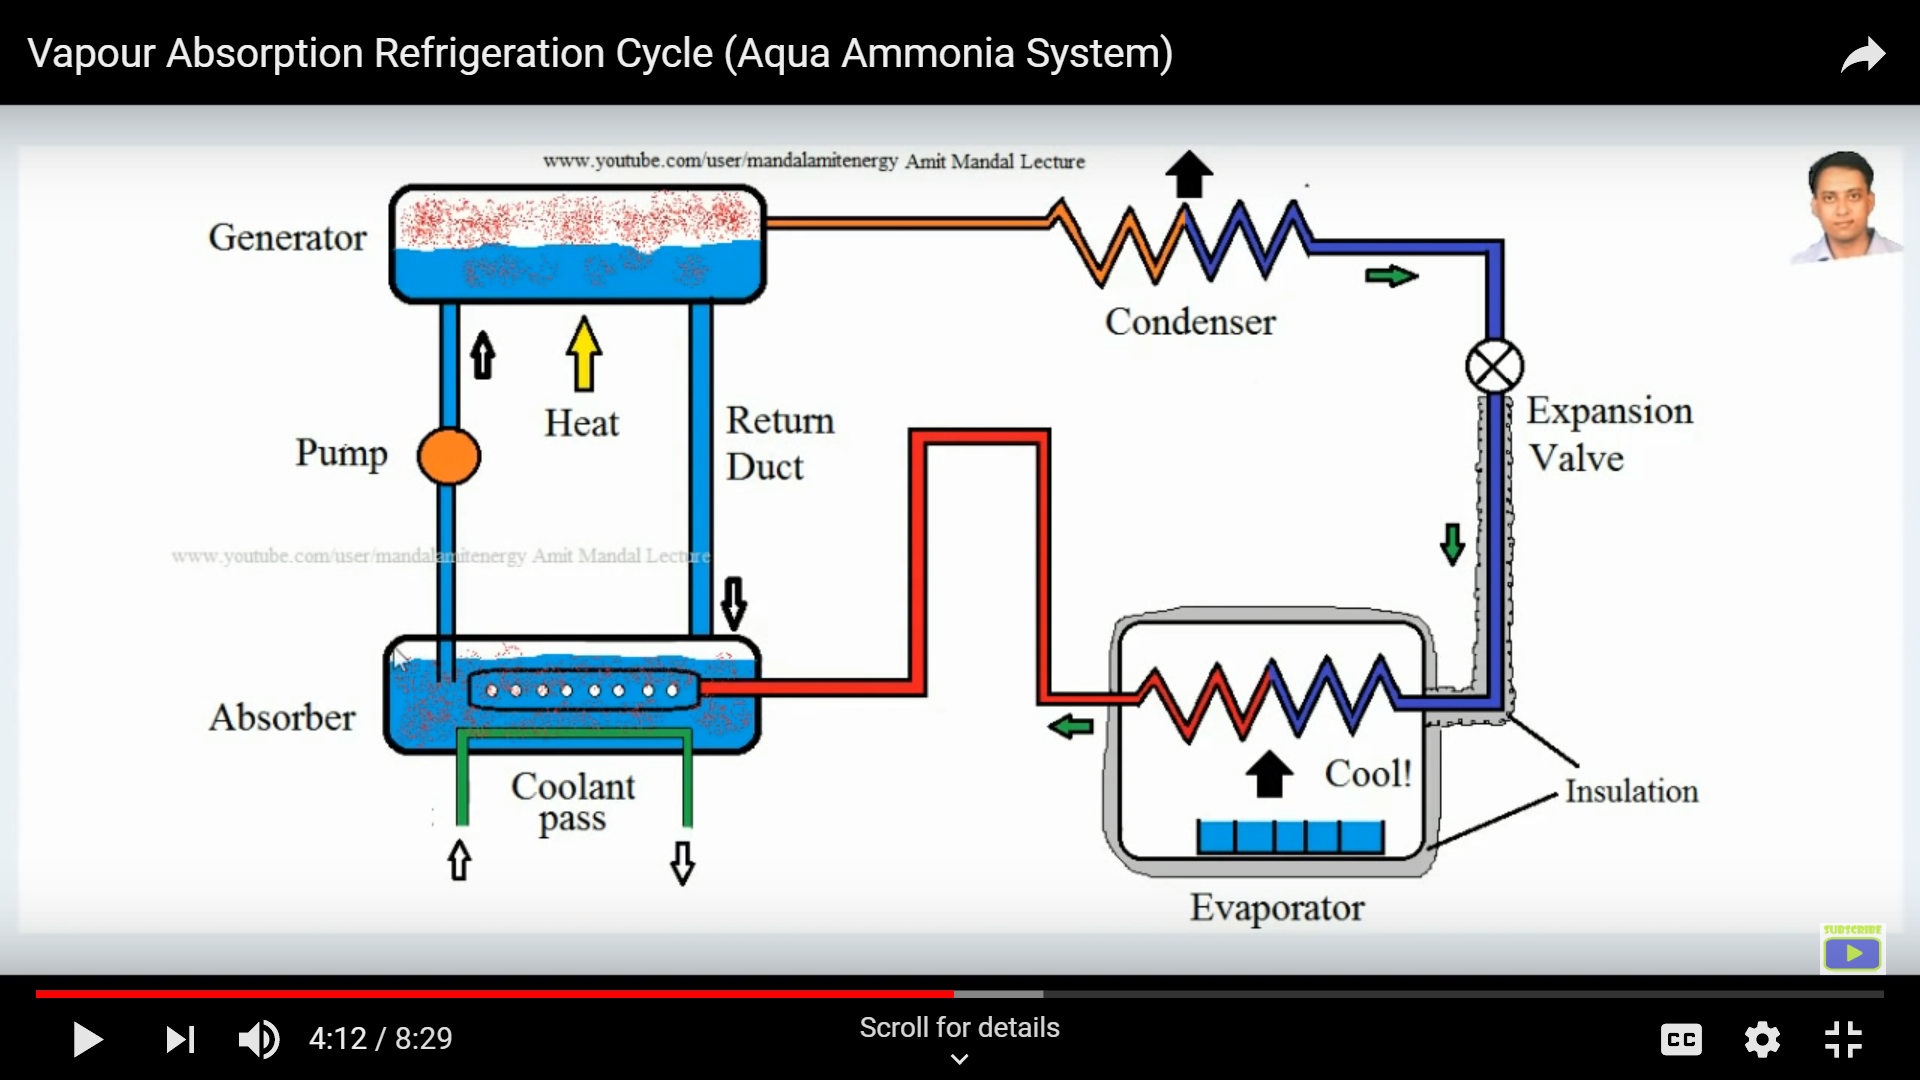 Vapour Absorption Refrigeration Cycle (Aqua Ammonia System)
www.youtube.com/user/mandalamitenergy Amit Mandal Lecture
Generator
Condenser
Heat
Return
Duct
Pump
Expansion
Valve
www.youtube.com/user/mandalamitenergy Amit Mandal Lecture
Absorber
Coolant
pass
Cool!
Insulation
Evaporator
SUBSCRIBE
4:12 / 8:29
Scroll for details
CC